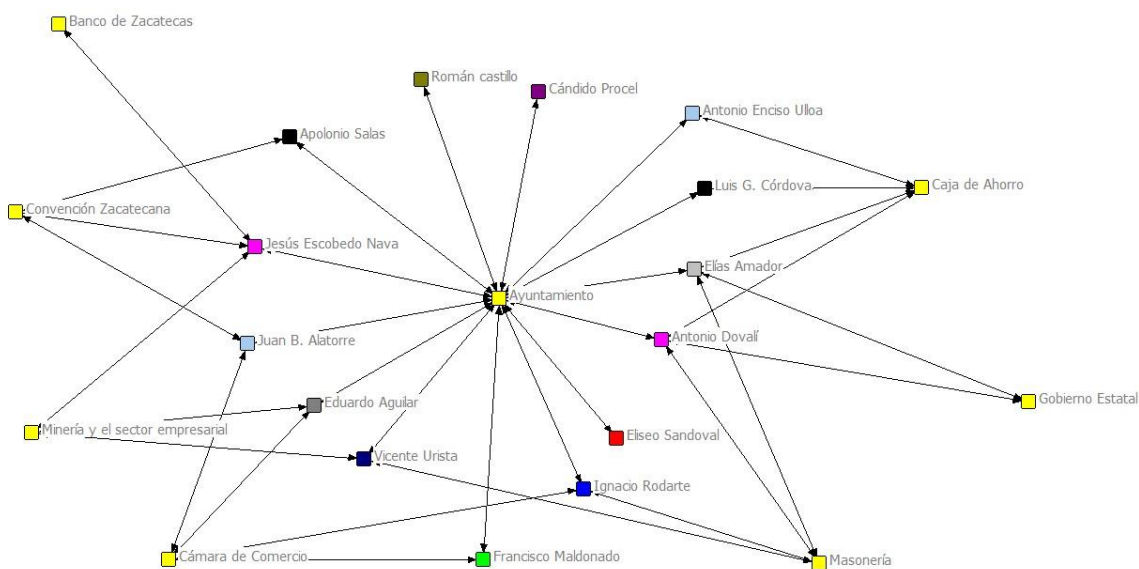 Banco de Zacatecas
Román castillo
Cándido Procel
Antonio Enciso Ulloa
Apolonio Salas
Luis G. Córdova
Caja de Ahorro
Convención Zacatecana
Jesús Escobedo Nava
Elías Amador
Ayuntamiento
Juan B. Alatorre
Antonio Dovalí
Eduardo Aguilar
Gobierno Estatal
Minería y el sector empresarial
Eliseo Sandoval
Vicente Urista
Ignacio Rodarte
Cámara de Comercio
Francisco Maldonado
Masonería